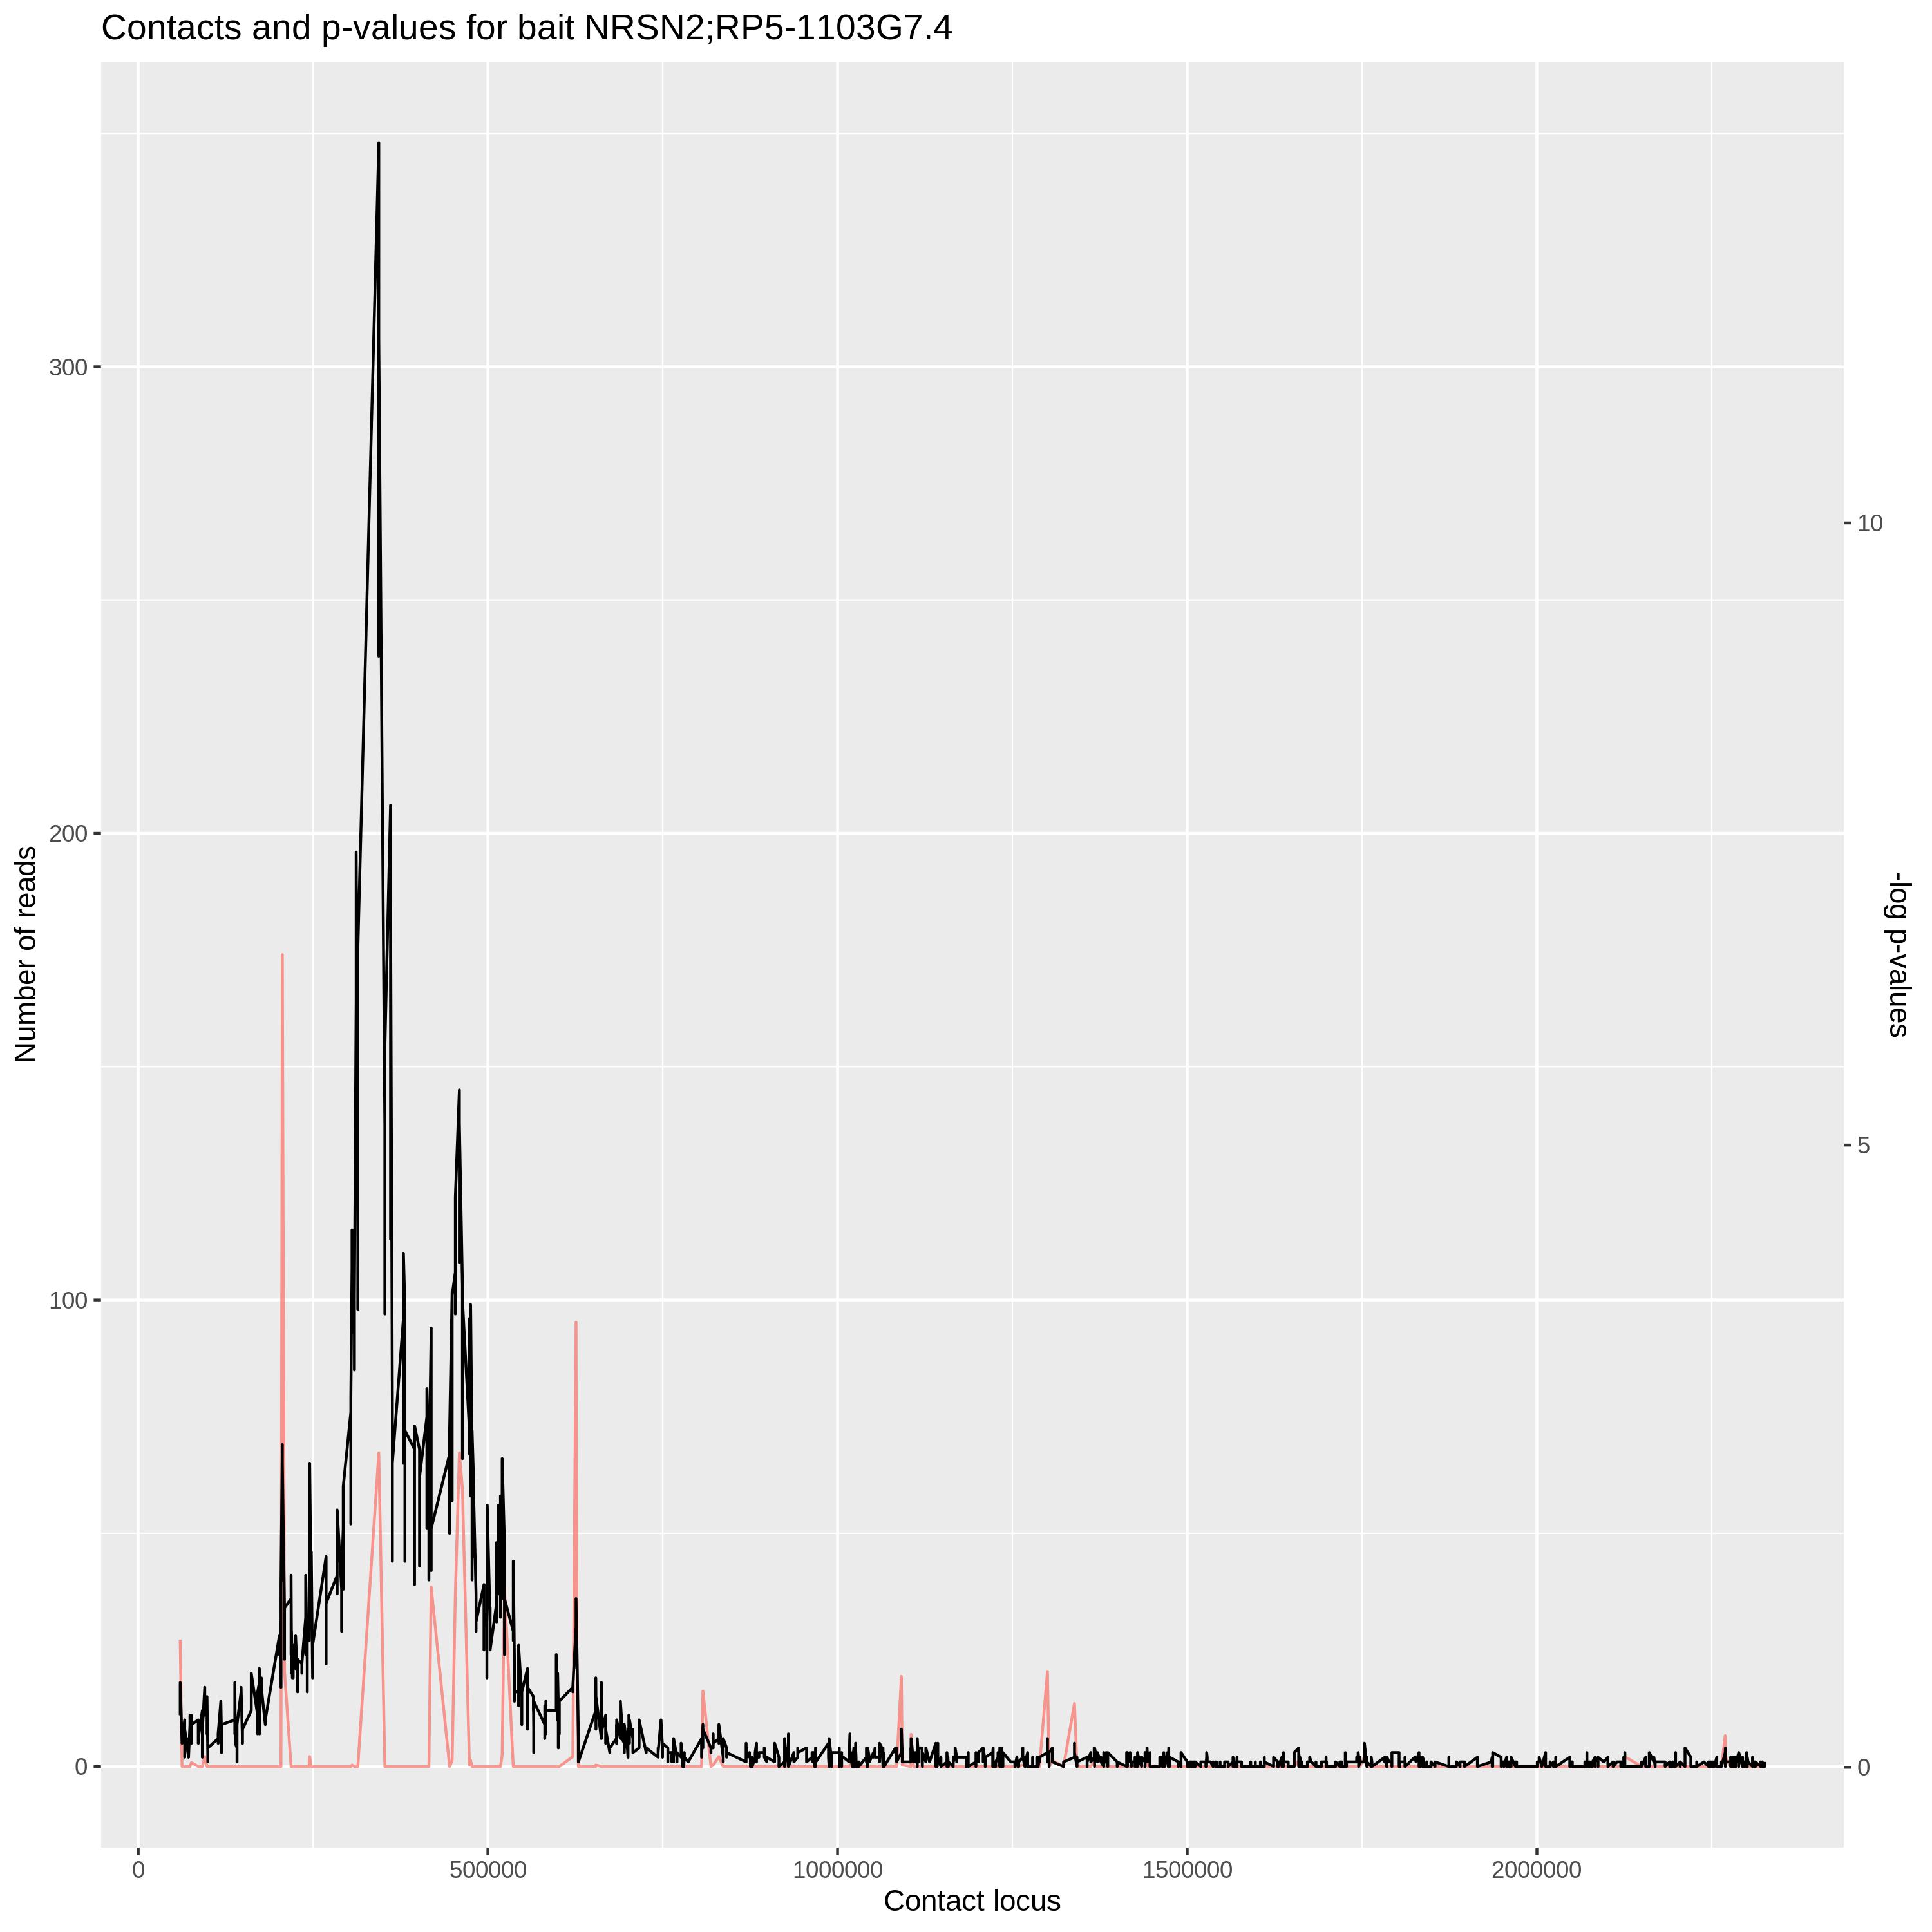 Contacts and p-values for bait NRSN2;RP5-1103G7.4
Number of reads
300
200
100
0
10
5
0
-log p-values
0 500000 1000000 1500000 2000000
Contact locus